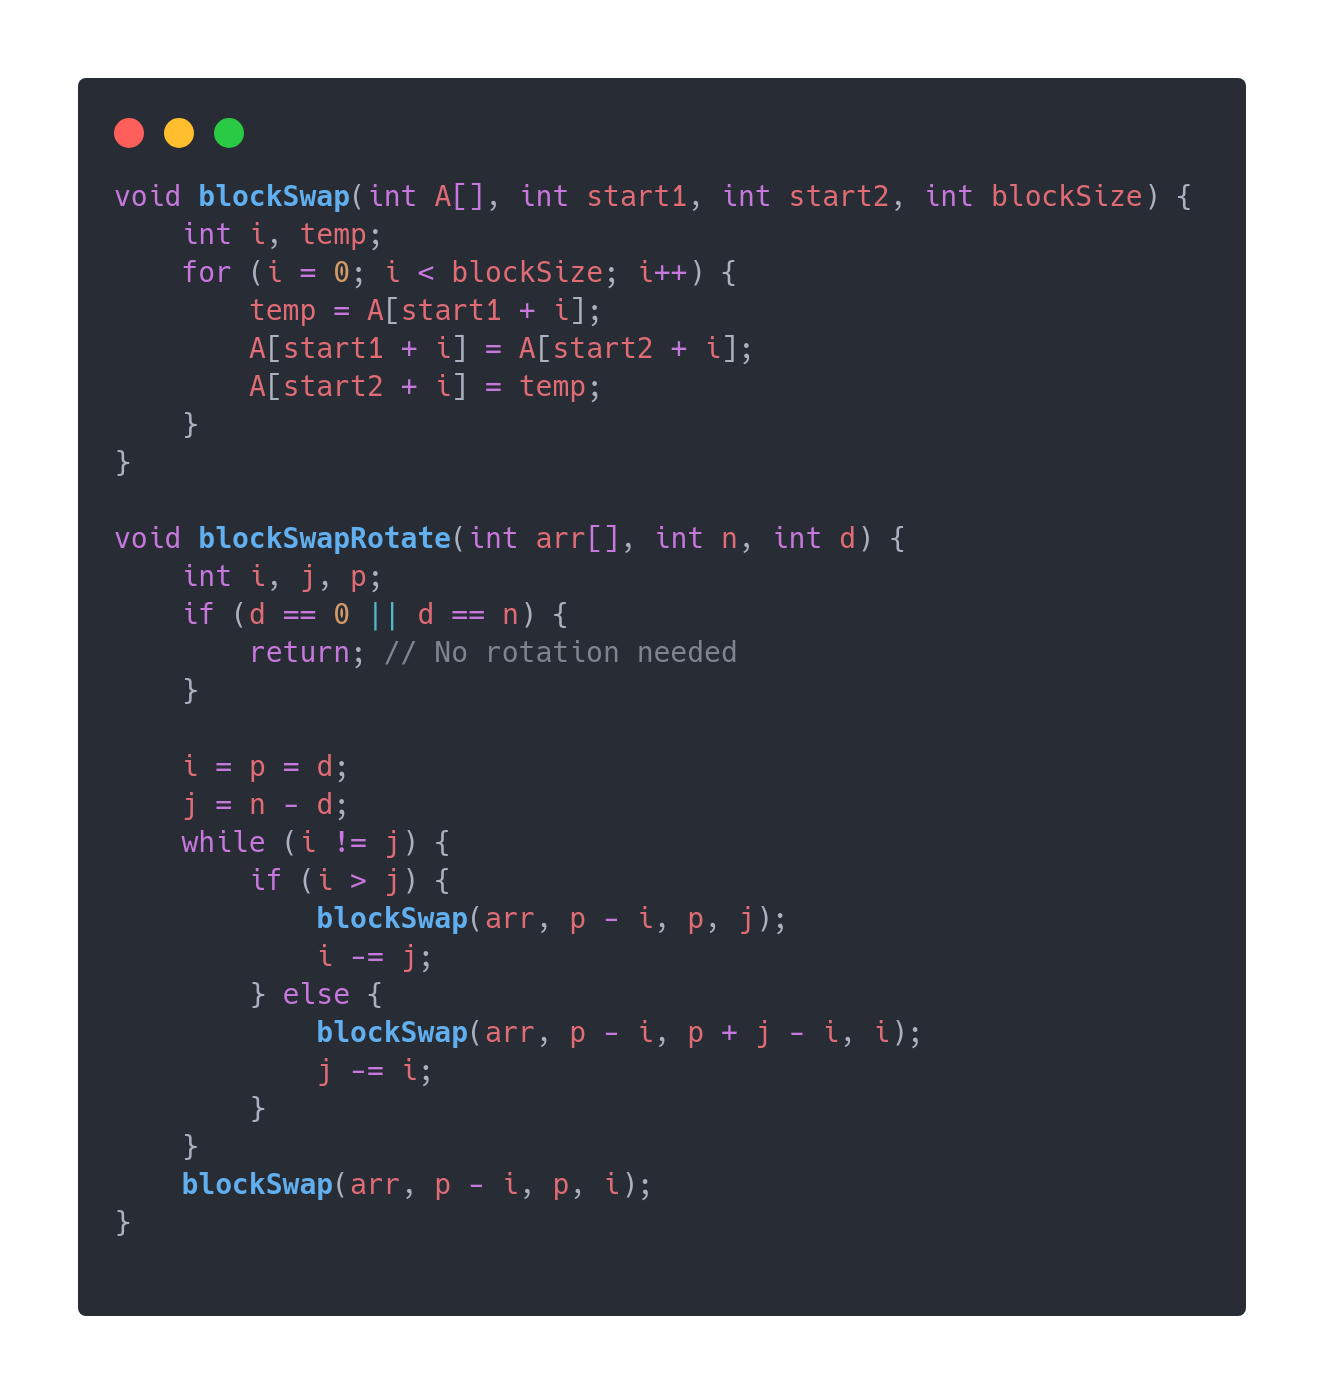 void blockSwap(int A[], int start1, int start2, int blockSize) {
    int i, temp;
    for (i = 0; i < blockSize; i++) {
        temp = A[start1 + i];
        A[start1 + i] = A[start2 + i];
        A[start2 + i] = temp;
    }
}

void blockSwapRotate(int arr[], int n, int d) {
    int i, j, p;
    if (d == 0 || d == n) {
        return; // No rotation needed
    }

    i = p = d;
    j = n - d;
    while (i != j) {
        if (i > j) {
            blockSwap(arr, p - i, p, j);
            i -= j;
        } else {
            blockSwap(arr, p - i, p + j - i, i);
            j -= i;
        }
    }
    blockSwap(arr, p - i, p, i);
}